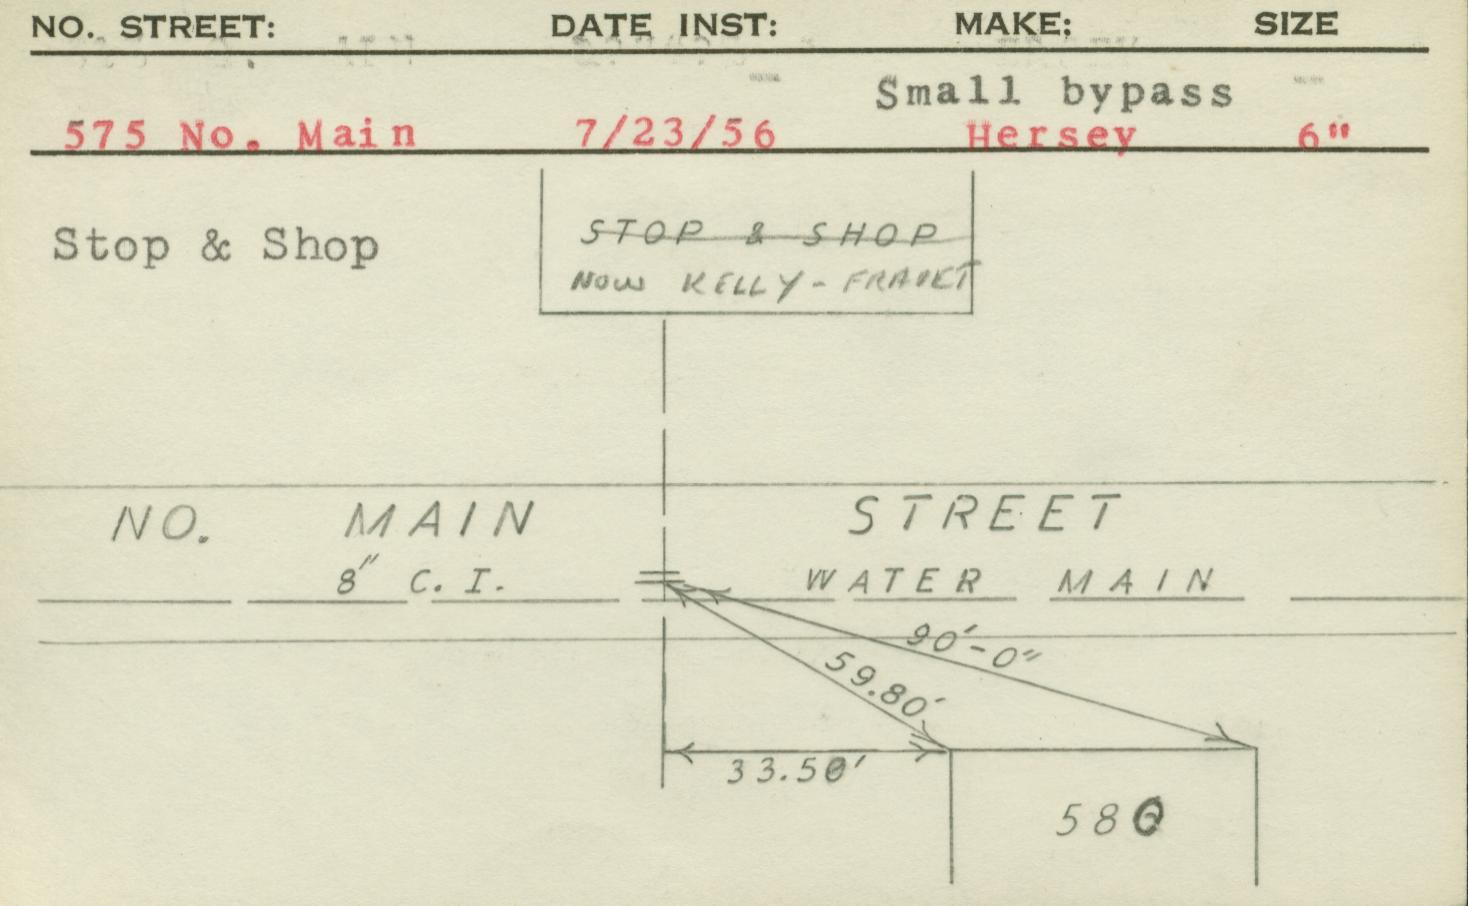 NO. STREET: DATE INST: MAKE: SIZE
Small bypass
575 No. Main 7/23/56 Hersey 6"
Stop & Shop
STOP & SHOP
NOW KELLY-
NO. MAIN STREET
8" C. I. WATER MAIN
90'-0"
59.80'
33.50'
580